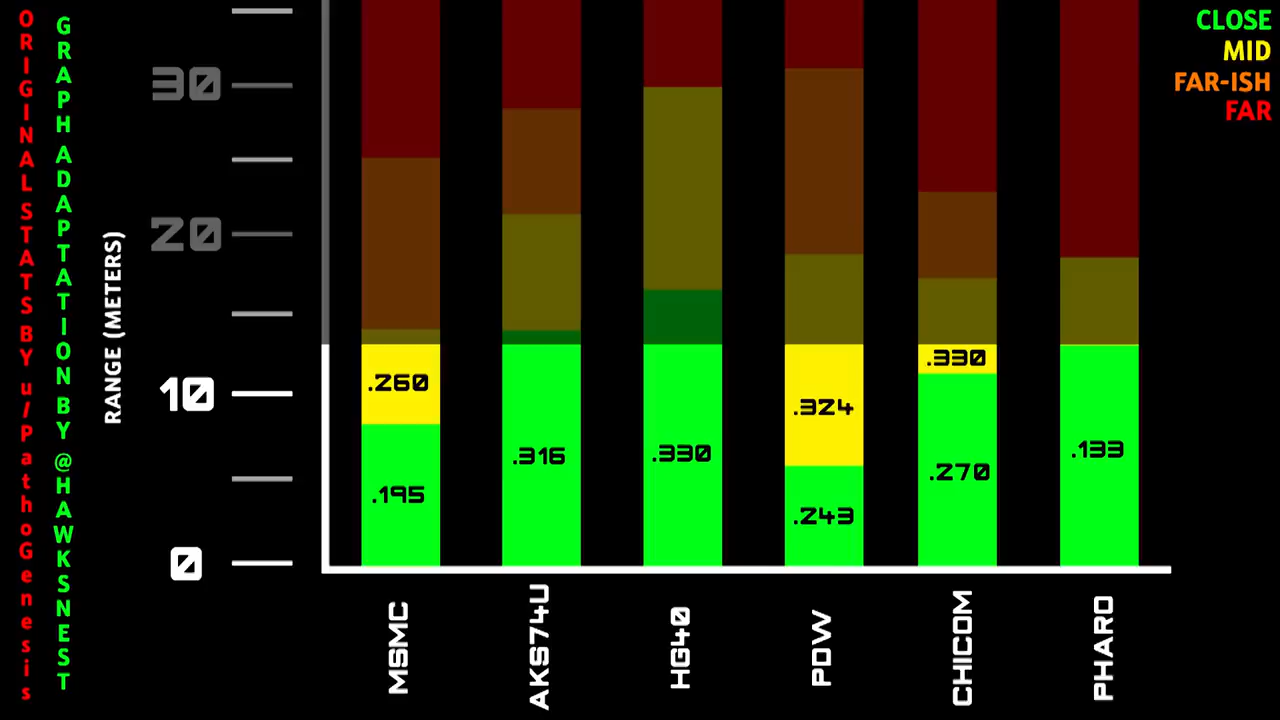 ORIGINAL STATS BY u/PathoGenesis
GRAPH ADAPTATION BY @HAWKSNEST
RANGE (METERS)
30
20
10
0
CLOSE
MID
FAR-ISH
FAR
.260
.195
.316
.330
.324
.243
.330
.270
.133
MSMC
AKS74U
HG40
PDW
CHICOM
PHARO